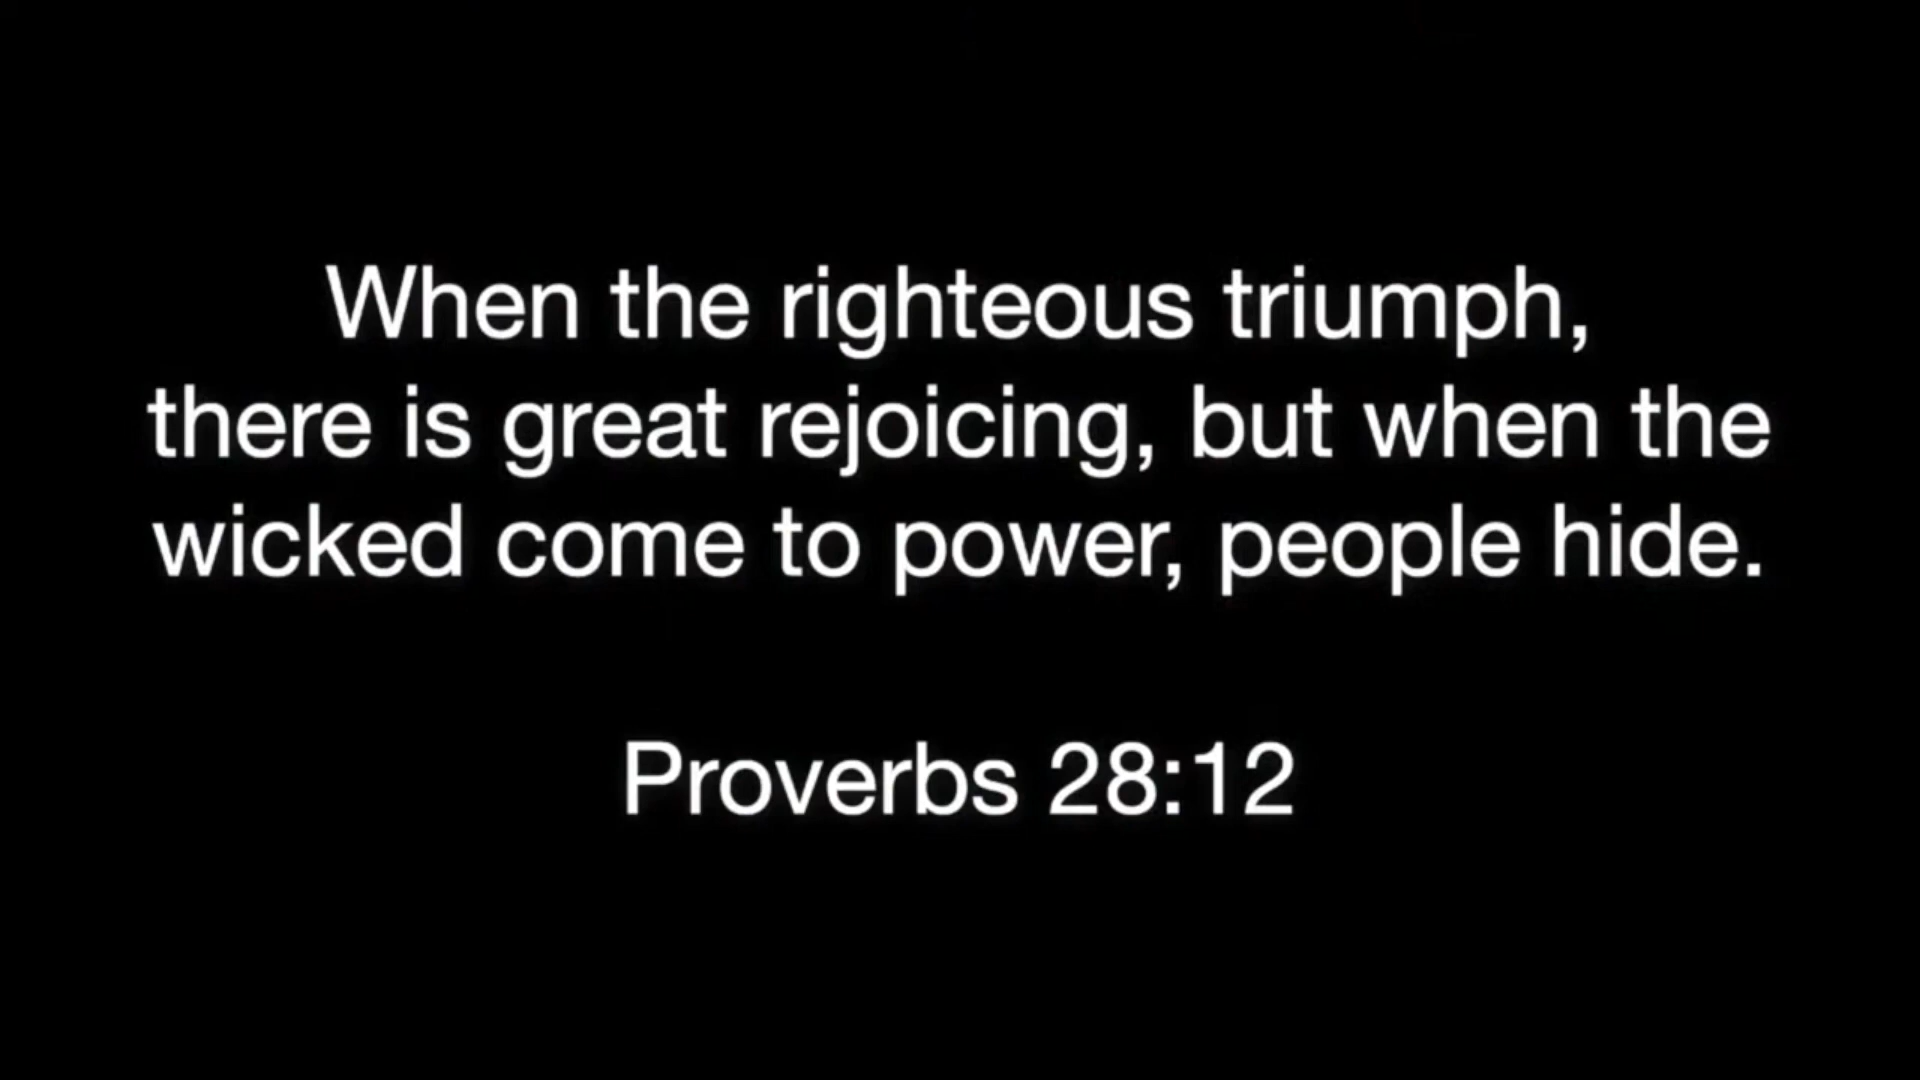 When the righteous triumph,
there is great rejoicing, but when the
wicked come to power, people hide.
Proverbs 28:12